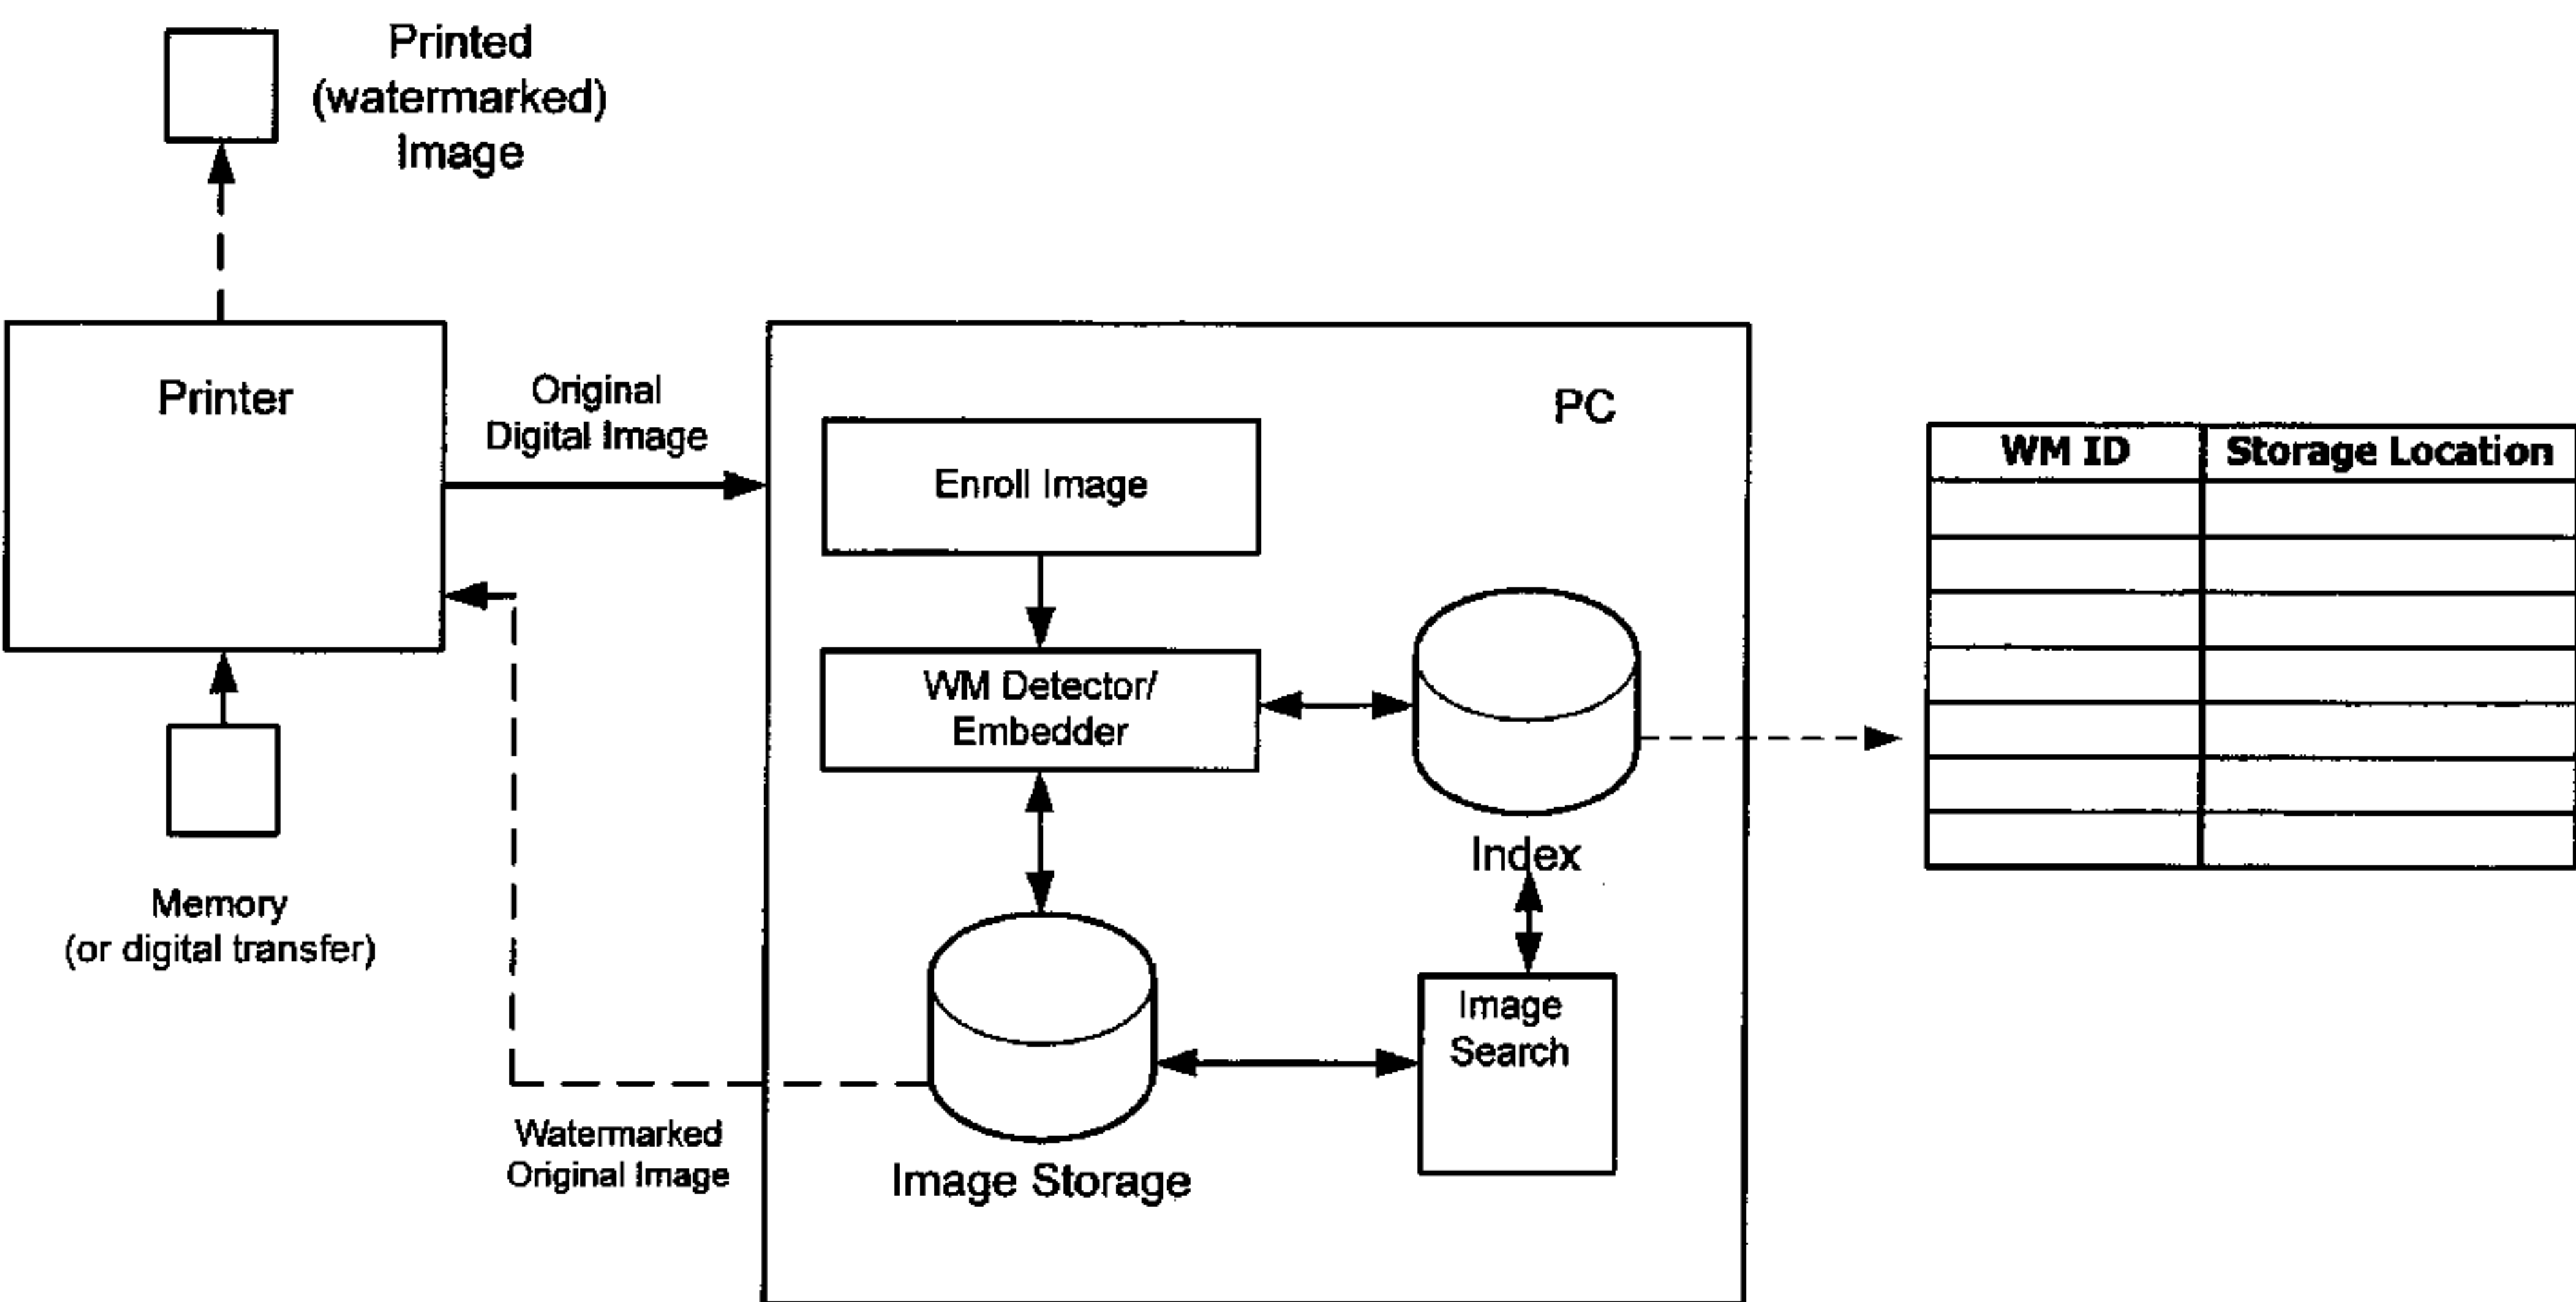 Printed
(watermarked)
Image
Printer
Original
Digital Image
PC
Enroll Image
WM Detector/
Embedder
Index
Image
Search
Image Storage
Memory
(or digital transfer)
Watermarked
Original Image
WM ID
Storage Location